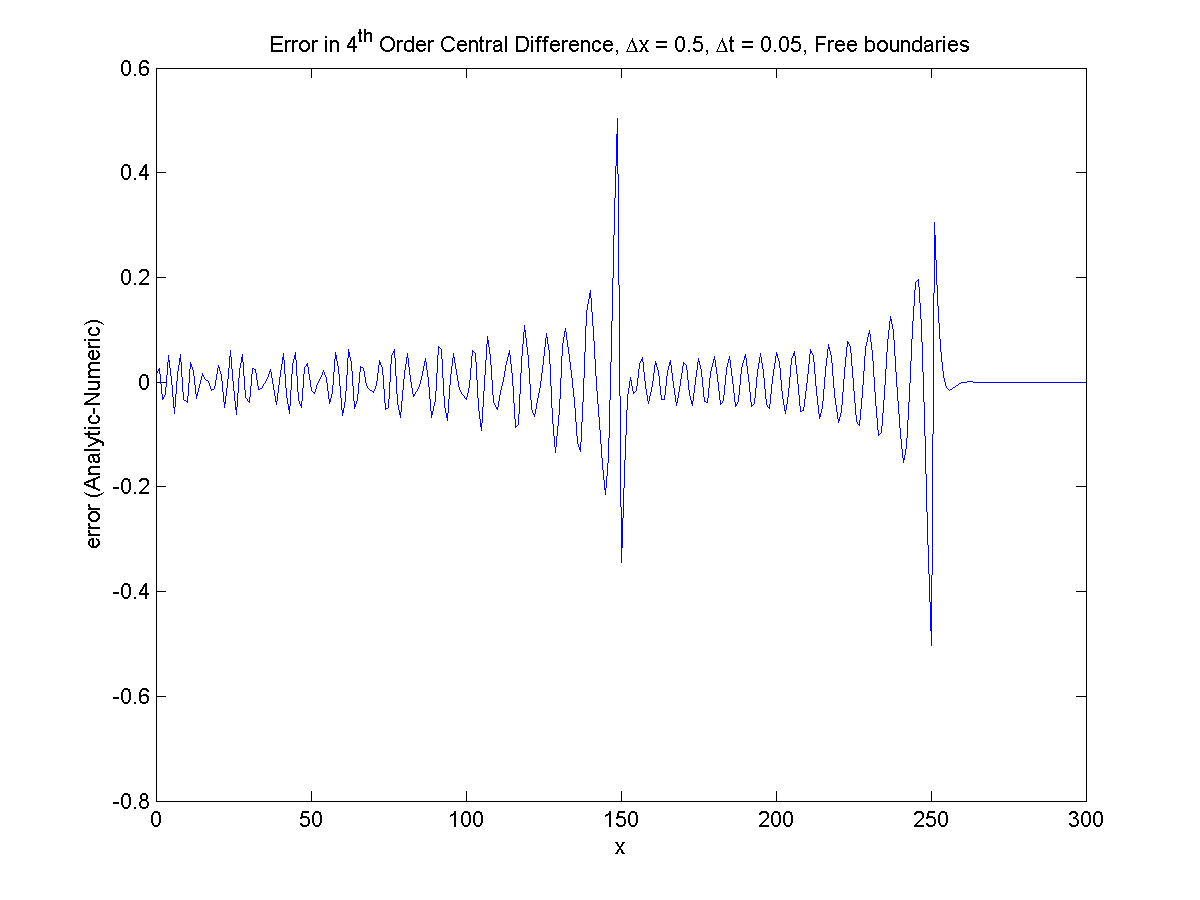 Error in 4th Order Central Difference, Δx = 0.5, Δt = 0.05, Free boundaries
0.6
0.4
0.2
0
-0.2
-0.4
-0.6
-0.8
error (Analytic-Numeric)
0 50 100 150 200 250 300
x